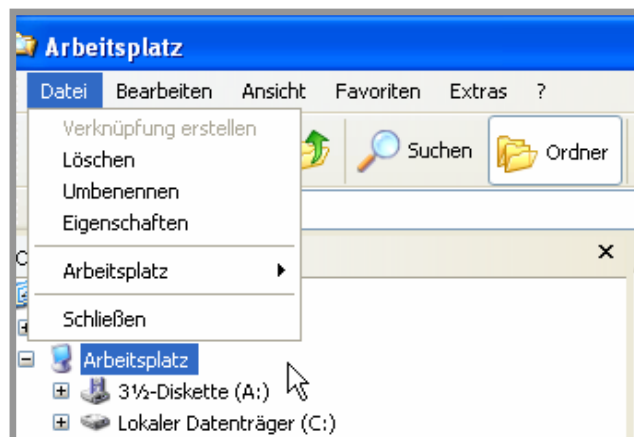 Arbeitsplatz
Datei Bearbeiten Ansicht Favoriten Extras ?
Verknüpfung erstellen
Löschen
Suchen Ordner
Umbenennen
Eigenschaften
Arbeitsplatz
Schließen
Arbeitsplatz
3½-Diskette (A:)
Lokaler Datenträger (C:)